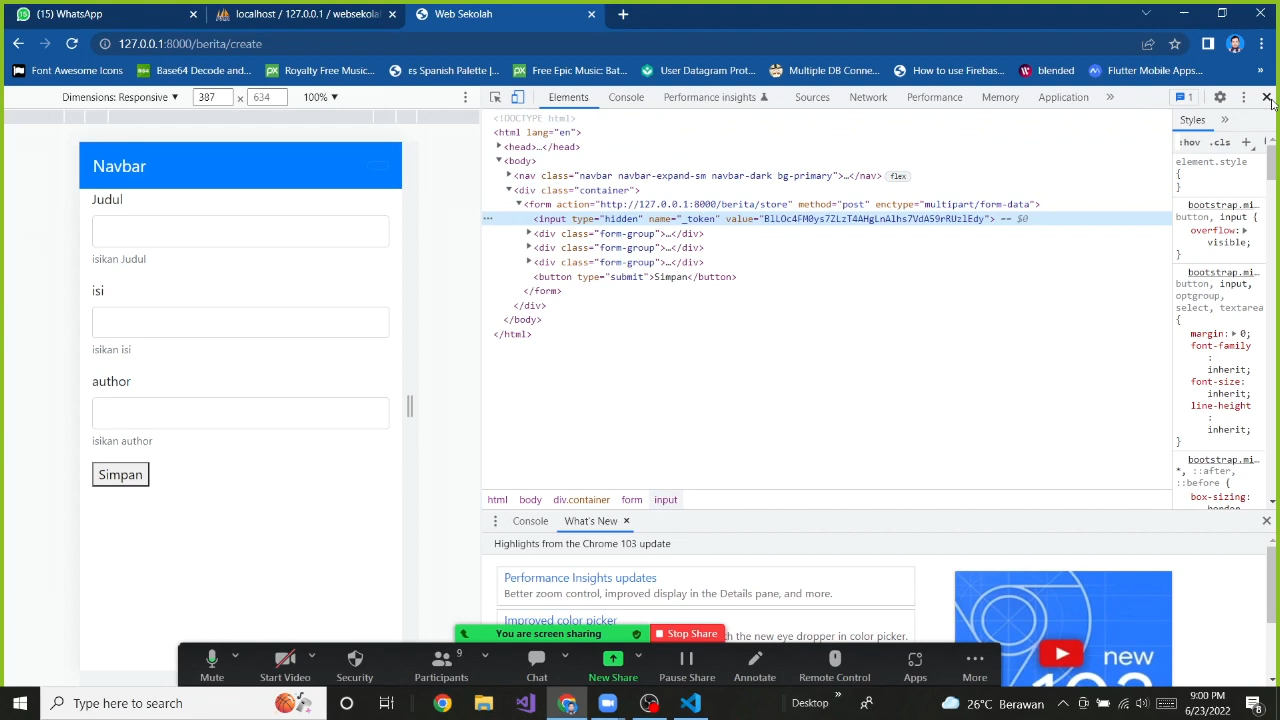 (15) WhatsApp
localhost / 127.0.0.1 / websekola
Web Sekolah
127.0.0.1:8000/berita/create
Font Awesome Icons
Base64 Decode and...
Royalty Free Music...
es Spanish Palette |...
Free Epic Music: Bat...
User Datagram Prot...
Multiple DB Conne...
How to use Firebas...
blended
Flutter Mobile Apps...
Dimensions: Responsive
387 × 634
100%
Elements
Console
Performance insights
Sources
Network
Performance
Memory
Application
1
Navbar
Judul
isikan Judul
isi
isikan isi
author
isikan author
Simpan
<!DOCTYPE html>
<html lang="en">
<head>…</head>
<body>
<nav class="navbar navbar-expand-sm navbar-dark bg-primary">…</nav> flex
<div class="container">
<form action="http://127.0.0.1:8000/berita/store" method="post" enctype="multipart/form-data">
<input type="hidden" name="_token" value="BlLOc4FM0ys7ZLzT4AHgLnAlhs7VdA59rRUzlEdy"> == $0
<div class="form-group">…</div>
<div class="form-group">…</div>
<div class="form-group">…</div>
<button type="submit">Simpan</button>
</form>
</div>
</body>
</html>
Styles
:hov .cls
element.style
{
}
bootstrap.mi…
button, input {
overflow:
visible;
}
bootstrap.mi…
button, input,
optgroup,
select, textarea
{
margin: 0;
font-family
:
inherit;
font-size:
inherit;
line-height
:
inherit;
}
bootstrap.mi…
*, ::after,
::before {
box-sizing:
html body div.container form input
Console
What's New
Highlights from the Chrome 103 update
Performance Insights updates
Better zoom control, improved display in the Details pane, and more.
Improved color picker
th the new eye dropper in color picker.
new
You are screen sharing
Stop Share
Mute
Start Video
Security
9
Participants
Chat
New Share
Pause Share
Annotate
Remote Control
Apps
More
Type here to search
Desktop
26°C Berawan
9:00 PM
6/23/2022
8